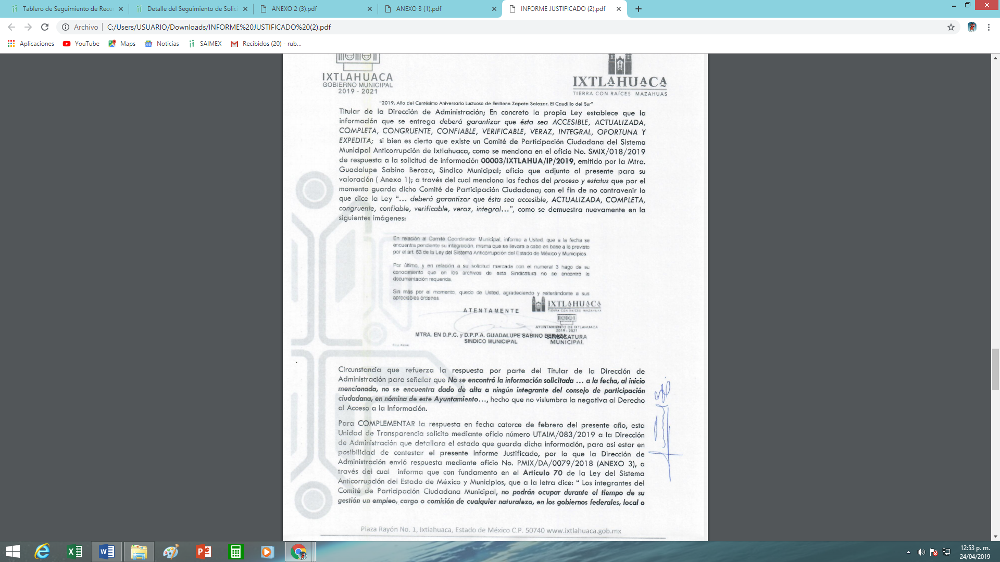 Tablero de Seguimiento de Recu
Detalle del Seguimiento de Solici
ANEXO 2 (3).pdf
ANEXO 3 (1).pdf
INFORME JUSTIFICADO (2).pdf
Archivo
C:/Users/USUARIO/Downloads/INFORME%20JUSTIFICADO%20(2).pdf
Aplicaciones
YouTube
Maps
Noticias
SAIMEX
Recibidos (20) - rub...
IXTLAHUACA
GOBIERNO MUNICIPAL
2019 - 2021
IXTLAHUACA
TIERRA CON RAÍCES MAZAHUAS
"2019. Año del Centésimo Aniversario Luctuoso de Emiliano Zapata Salazar. El Caudillo del Sur"
Titular de la Dirección de Administración; En concreto la propia Ley establece que la
información que se entrega deberá garantizar que ésta sea ACCESIBLE, ACTUALIZADA,
COMPLETA, CONGRUENTE, CONFIABLE, VERIFICABLE, VERAZ, INTEGRAL, OPORTUNA Y
EXPEDITA; si bien es cierto que existe un Comité de Participación Ciudadana del Sistema
Municipal Anticorrupción de Ixtlahuaca, como se menciona en el oficio No. SMIX/018/2019
de respuesta a la solicitud de información 00003/IXTLAHUA/IP/2019, emitido por la Mtra.
Guadalupe Sabino Beraza, Síndico Municipal; oficio que adjunto al presente para su
valoración ( Anexo 1); a través del cual menciona las fechas del proceso y estatus que por el
momento guarda dicho Comité de Participación Ciudadana; con el fin de no contravenir lo
que dice la Ley "... deberá garantizar que ésta sea accesible, ACTUALIZADA, COMPLETA,
congruente, confiable, verificable, veraz, integral...", como se demuestra nuevamente en la
siguientes imágenes:
En relación al Comité Coordinador Municipal, informo a Usted, que a la fecha se
encuentra pendiente su integración, misma que se llevara a cabo en base a lo previsto
por el art. 63 de la Ley del Sistema Anticorrupción del Estado de México y Municipios.
Por último, y en relación a su solicitud marcada con el numeral 3 hago de su
conocimiento que en los archivos de esta Sindicatura no se encontró la
documentación requerida.
Sin más por el momento, quedo de Usted, agradeciendo y reiterándome a sus
apreciables órdenes.
ATENTAMENTE
IXTLAHUACA
TIERRA CON RAÍCES MAZAHUAS
AYUNTAMIENTO DE IXTLAHUACA
2019 - 2021
MTRA. EN D.P.C. y D.P.P.A. GUADALUPE SABINO BERAZA
SINDICATURA
SINDICO MUNICIPAL
MUNICIPAL
Circunstancia que refuerza la respuesta por parte del Titular de la Dirección de
Administración para señalar que No se encontró la información solicitada ... a la fecha, al inicio
mencionada, no se encuentra dado de alta a ningún integrante del consejo de participación
ciudadana, en nómina de este Ayuntamiento..., hecho que no vislumbra la negativa al Derecho
al Acceso a la Información.
Para COMPLEMENTAR la respuesta en fecha catorce de febrero del presente año, esta
Unidad de Transparencia solicito mediante oficio número UTAIM/083/2019 a la Dirección
de Administración que detallara el estado que guarda dicha información, para así estar en
posibilidad de contestar el presente Informe Justificado, por lo que la Dirección de
Administración envió respuesta mediante oficio No. PMIX/DA/0079/2018 (ANEXO 3), a
través del cual informa que con fundamento en el Artículo 70 de la Ley del Sistema
Anticorrupción del Estado de México y Municipios, que a la letra dice: " Los integrantes del
Comité de Participación Ciudadana Municipal, no podrán ocupar durante el tiempo de su
gestión un empleo, cargo o comisión de cualquier naturaleza, en los gobiernos federales, local o
Plaza Rayón No. 1, Ixtlahuaca, Estado de México C.P. 50740 www.ixtlahuaca.gob.mx
12:53 p. m.
24/04/2019